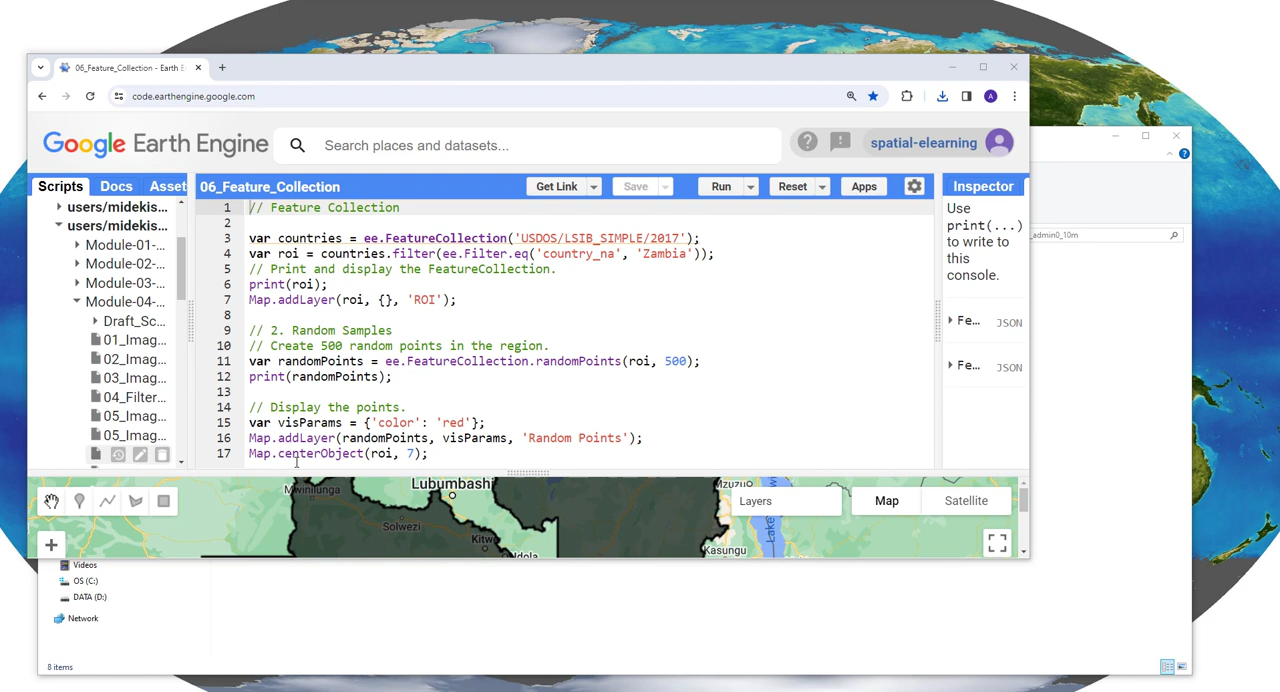 06_Feature_Collection - Earth E
code.earthengine.google.com
A
Google Earth Engine
Search places and datasets...
spatial-elearning
Scripts
Docs
Asset
06_Feature_Collection
Get Link
Save
Run
Reset
Apps
Inspector
users/midekis...
users/midekis...
Module-01-...
Module-02-...
Module-03-...
Module-04-...
Draft_Sc...
01_Imag...
02_Imag...
03_Imag...
04_Filter...
05_Imag...
05_Imag...
1 // Feature Collection
2
3 var countries = ee.FeatureCollection('USDOS/LSIB_SIMPLE/2017');
4 var roi = countries.filter(ee.Filter.eq('country_na', 'Zambia'));
5 // Print and display the FeatureCollection.
6 print(roi);
7 Map.addLayer(roi, {}, 'ROI');
8
9 // 2. Random Samples
10 // Create 500 random points in the region.
11 var randomPoints = ee.FeatureCollection.randomPoints(roi, 500);
12 print(randomPoints);
13
14 // Display the points.
15 var visParams = {'color': 'red'};
16 Map.addLayer(randomPoints, visParams, 'Random Points');
17 Map.centerObject(roi, 7);
Use
print(...)
to write to
this
console.
Fe... JSON
Fe... JSON
_admin0_10m
Mwinilunga
Lubumbashi
Solwezi
Kitw
Ndola
Mzuzu
Kasungu
Lake
Layers
Map
Satellite
Videos
OS (C:)
DATA (D:)
Network
8 items